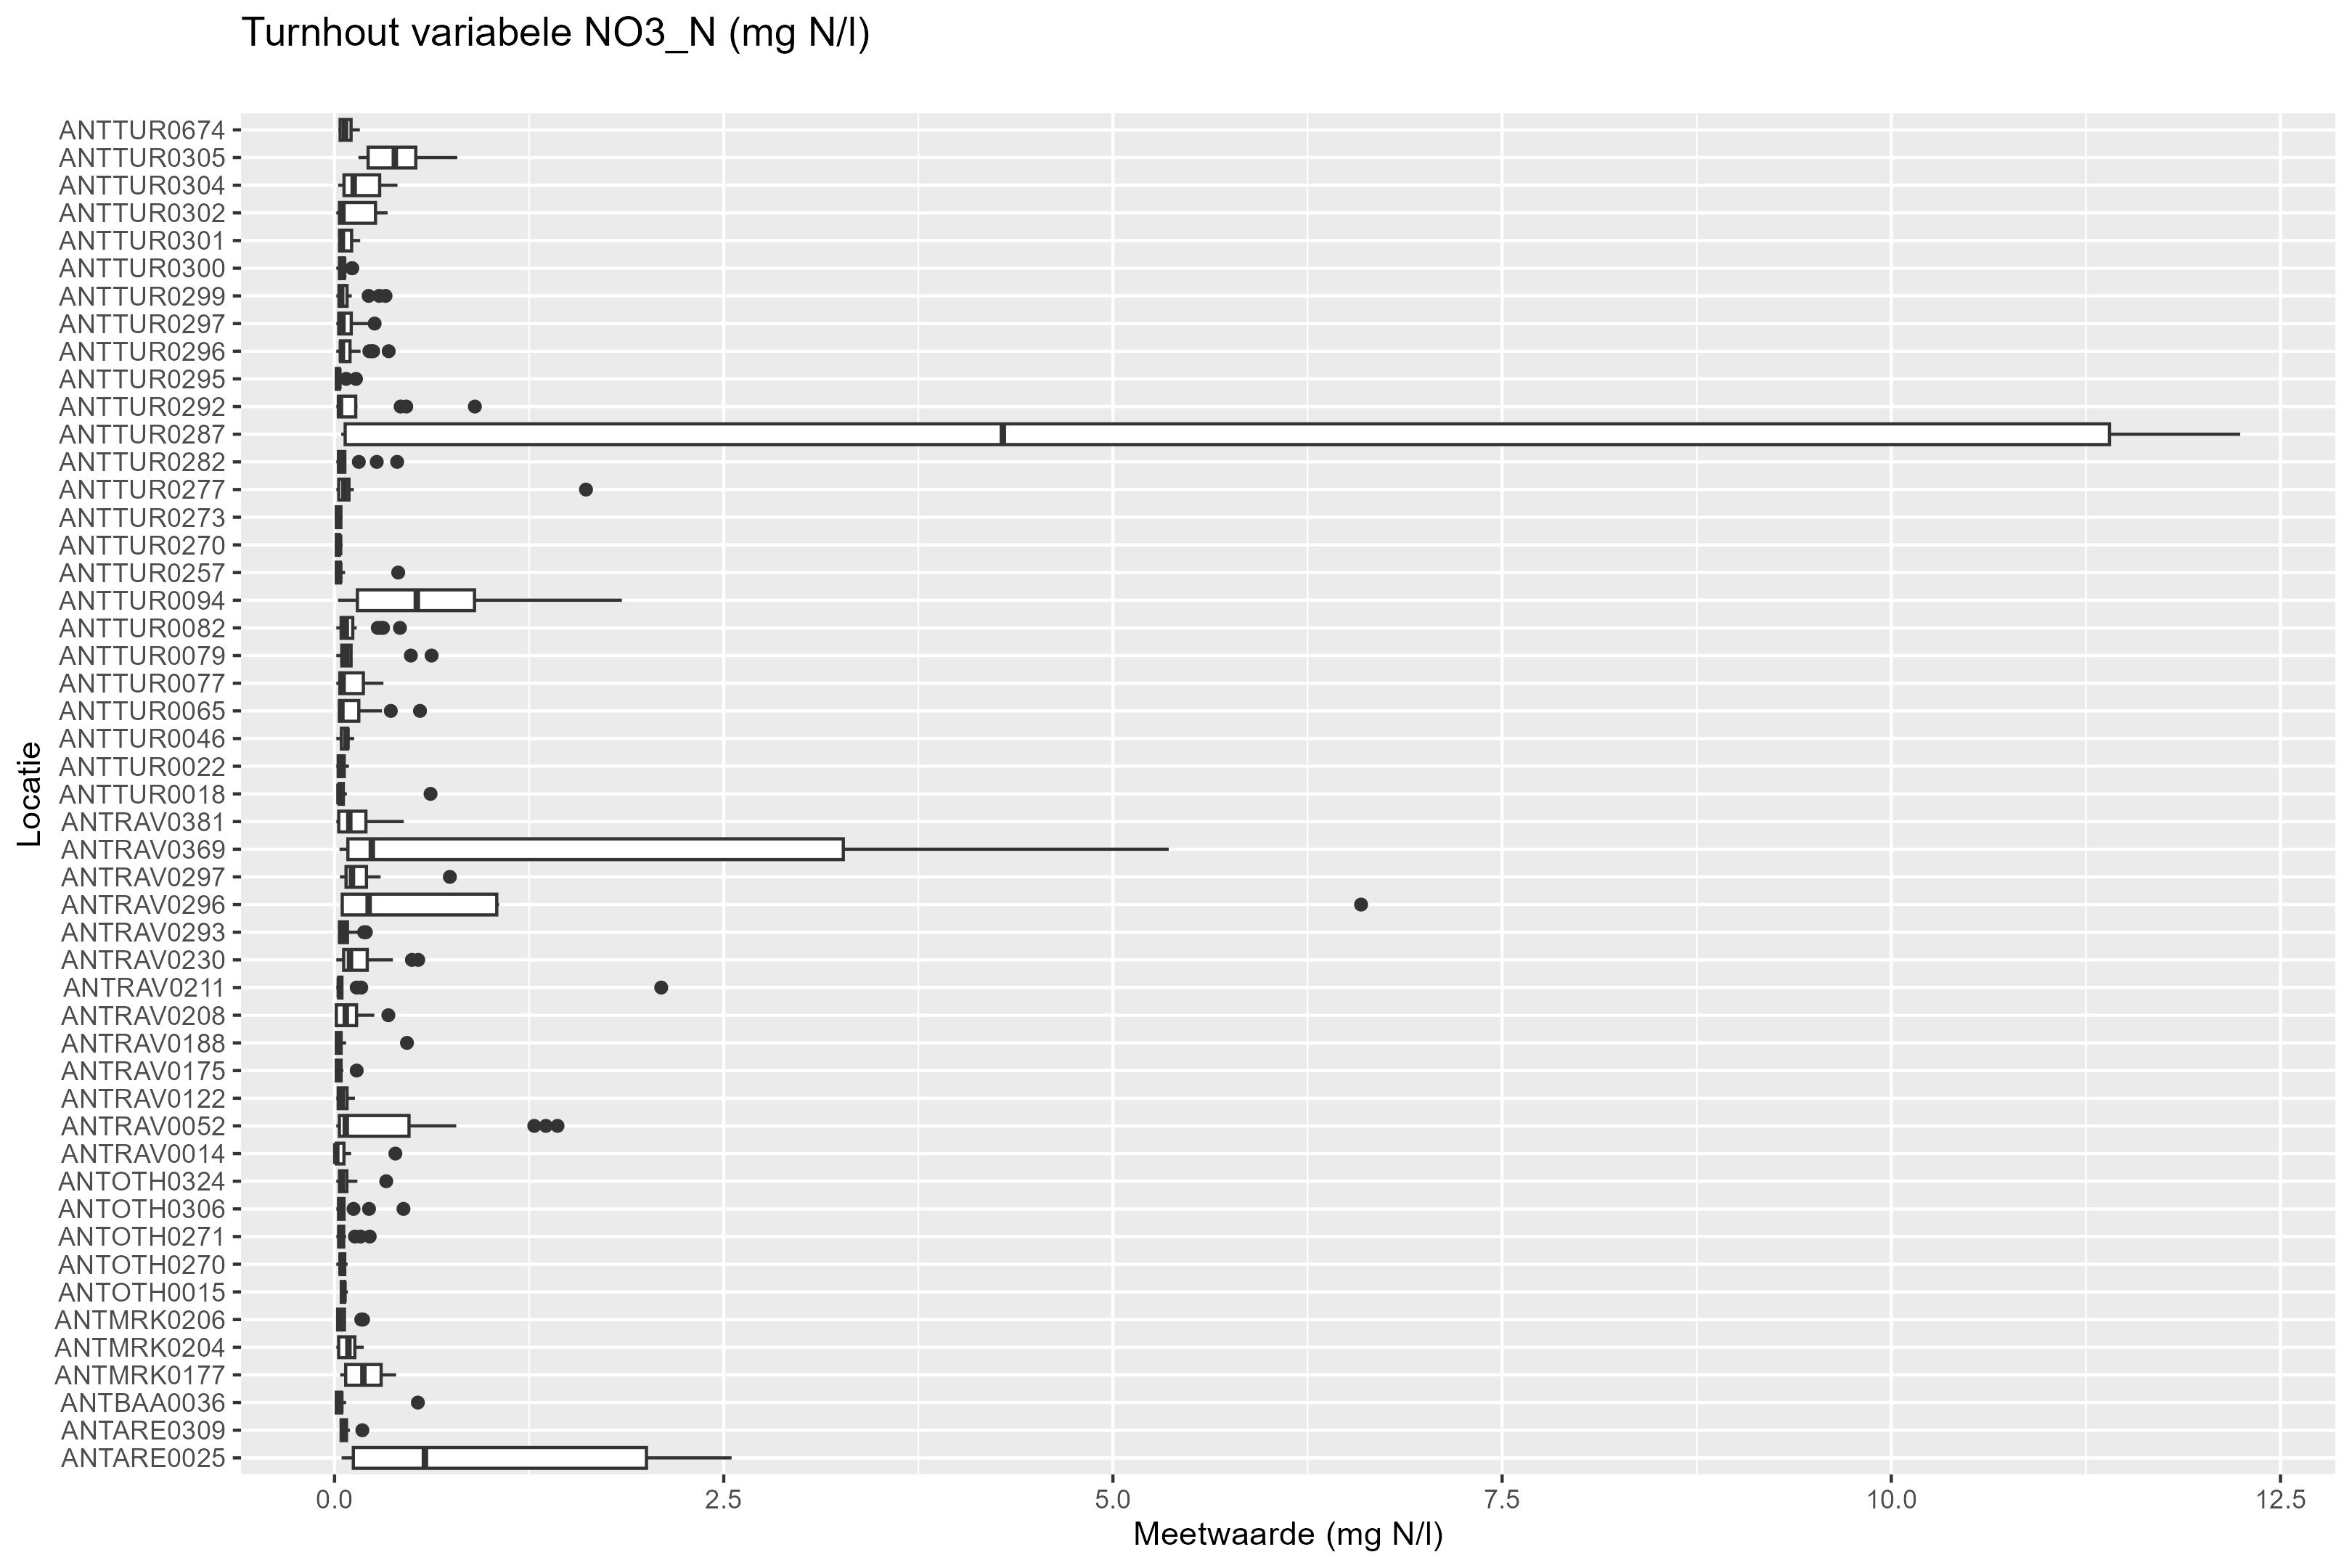 Turnhout variabele NO3_N (mg N/l)
ANTTUR0674
ANTTUR0305
ANTTUR0304
ANTTUR0302
ANTTUR0301
ANTTUR0300
ANTTUR0299
ANTTUR0297
ANTTUR0296
ANTTUR0295
ANTTUR0292
ANTTUR0287
ANTTUR0282
ANTTUR0277
ANTTUR0273
ANTTUR0270
ANTTUR0257
ANTTUR0094
ANTTUR0082
ANTTUR0079
ANTTUR0077
ANTTUR0065
ANTTUR0046
ANTTUR0022
ANTTUR0018
ANTRAV0381
ANTRAV0369
ANTRAV0297
ANTRAV0296
ANTRAV0293
ANTRAV0230
ANTRAV0211
ANTRAV0208
ANTRAV0188
ANTRAV0175
ANTRAV0122
ANTRAV0052
ANTRAV0014
ANTOTH0324
ANTOTH0306
ANTOTH0271
ANTOTH0270
ANTOTH0015
ANTMRK0206
ANTMRK0204
ANTMRK0177
ANTBAA0036
ANTARE0309
ANTARE0025
Locatie
0.0 2.5 5.0 7.5 10.0 12.5
Meetwaarde (mg N/l)